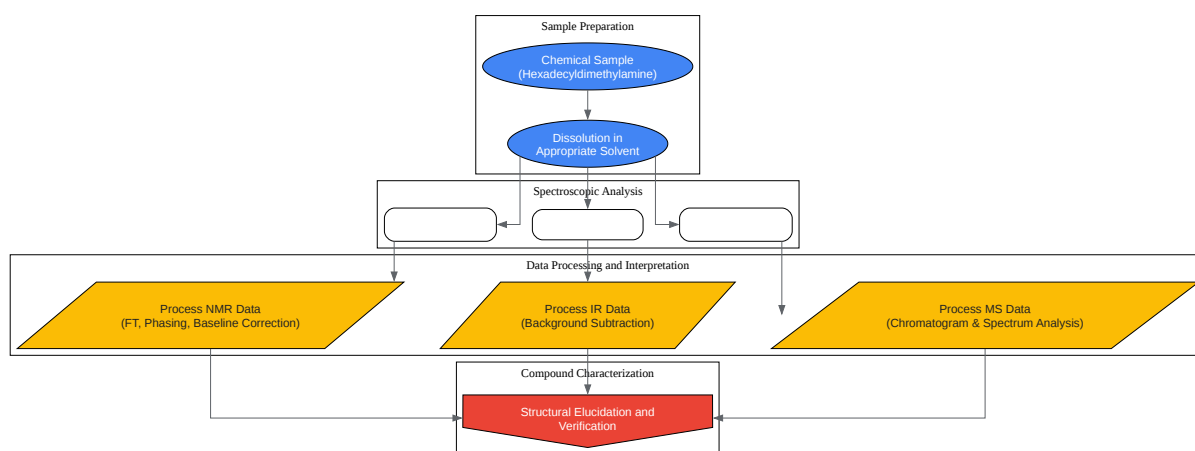 Sample Preparation
Chemical Sample
(Hexadecyldimethylamine)
Dissolution in
Appropriate Solvent
Spectroscopic Analysis
Data Processing and Interpretation
Process NMR Data
(FT, Phasing, Baseline Correction)
Process IR Data
(Background Subtraction)
Process MS Data
(Chromatogram & Spectrum Analysis)
Compound Characterization
Structural Elucidation and
Verification